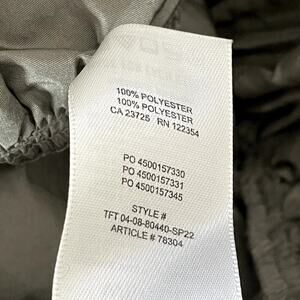 100% POLYESTER
100% POLYESTER
CA 23725 RN 122354
PO 4500157330
PO 4500157331
PO 4500157345
STYLE #
TFT 04-08-80440-SP22
ARTICLE # 78304